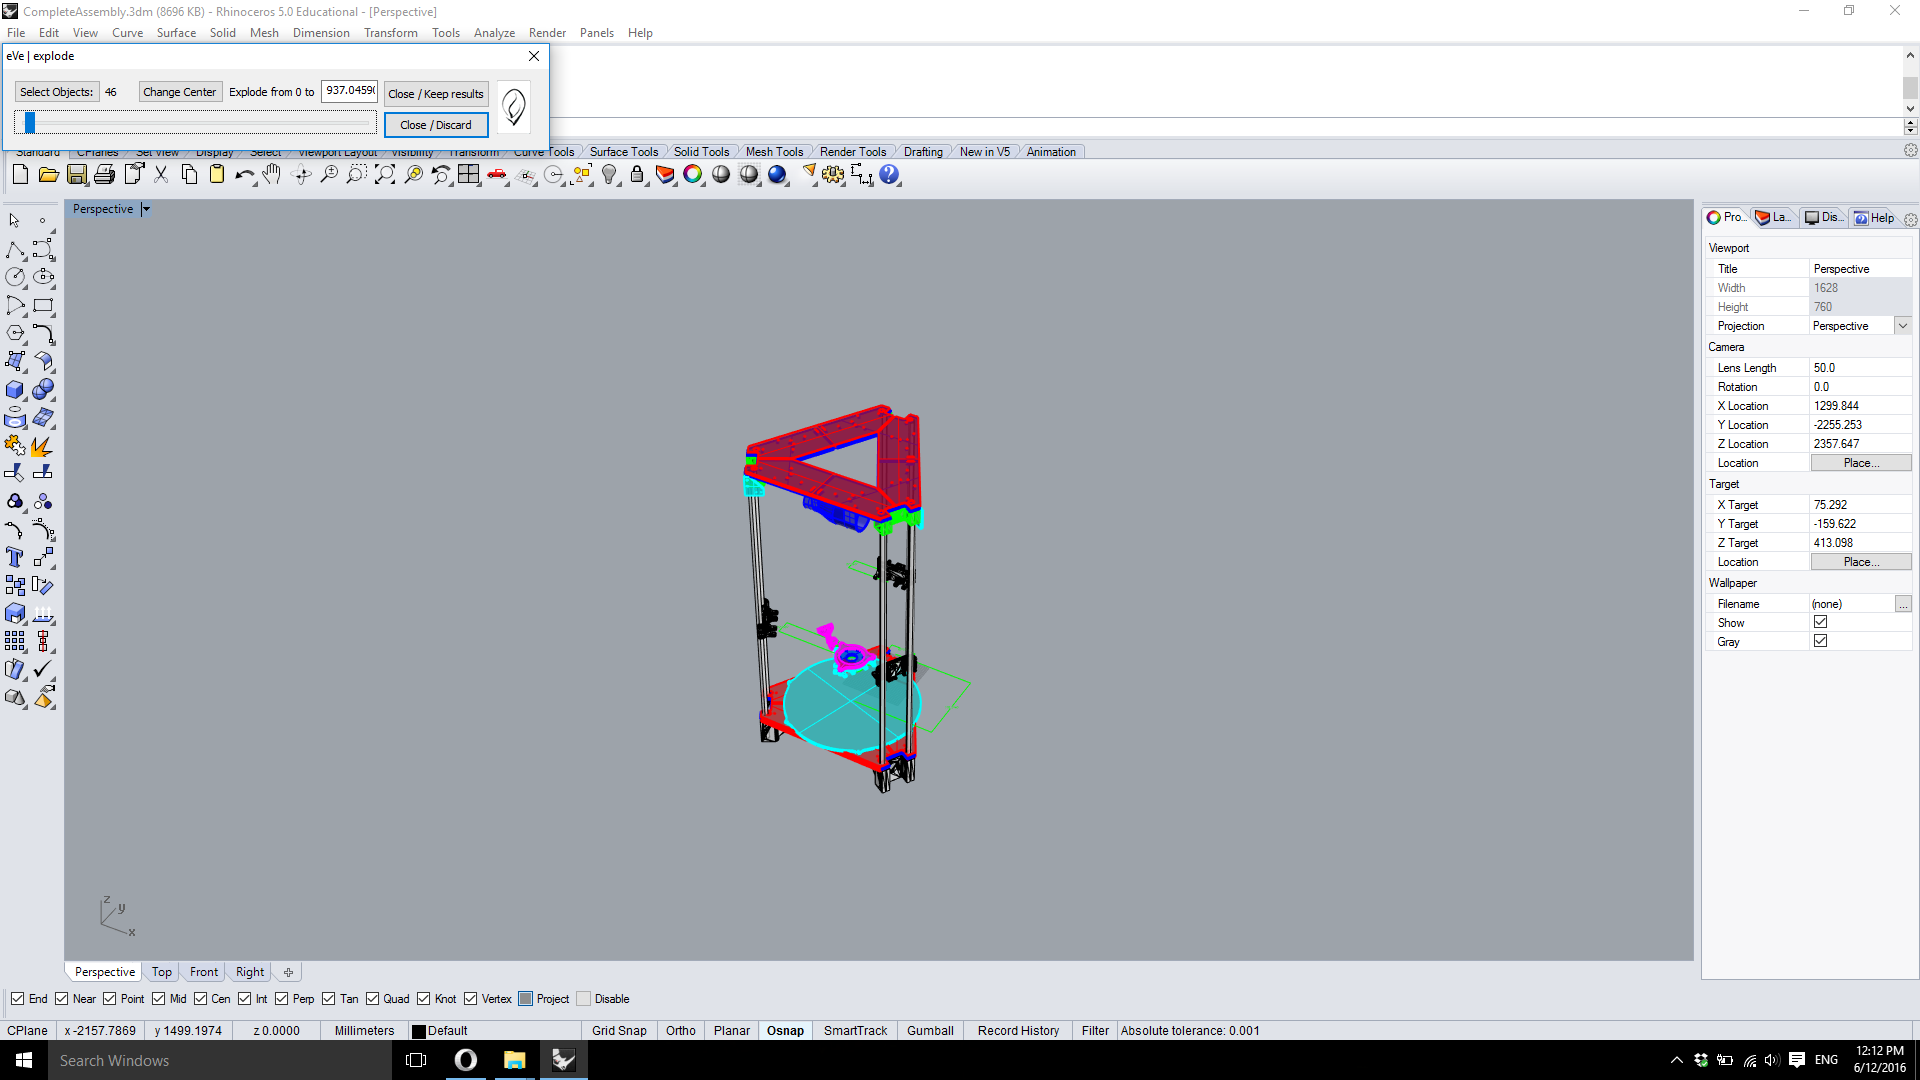 CompleteAssembly.3dm (8696 KB) - Rhinoceros 5.0 Educational - [Perspective]
File Edit View Curve Surface Solid Mesh Dimension Transform Tools Analyze Render Panels Help
eVe | explode
Select Objects: 46 Change Center Explode from 0 to 937.0459 Close / Keep results
Close / Discard
Standard CPlanes Set View Display Select Viewport Layout Visibility Transform Curve Tools Surface Tools Solid Tools Mesh Tools Render Tools Drafting New in V5 Animation
Perspective
Pro... La... Dis... Help
Viewport
Title Perspective
Width 1628
Height 760
Projection Perspective
Camera
Lens Length 50.0
Rotation 0.0
X Location 1299.844
Y Location -2255.253
Z Location 2357.647
Location Place...
Target
X Target 75.292
Y Target -159.622
Z Target 413.098
Location Place...
Wallpaper
Filename (none) ...
Show
Gray
z
y
x
Perspective Top Front Right
End Near Point Mid Cen Int Perp Tan Quad Knot Vertex Project Disable
CPlane x -2157.7869 y 1499.1974 z 0.0000 Millimeters Default Grid Snap Ortho Planar Osnap SmartTrack Gumball Record History Filter Absolute tolerance: 0.001
Search Windows
ENG
12:12 PM
6/12/2016